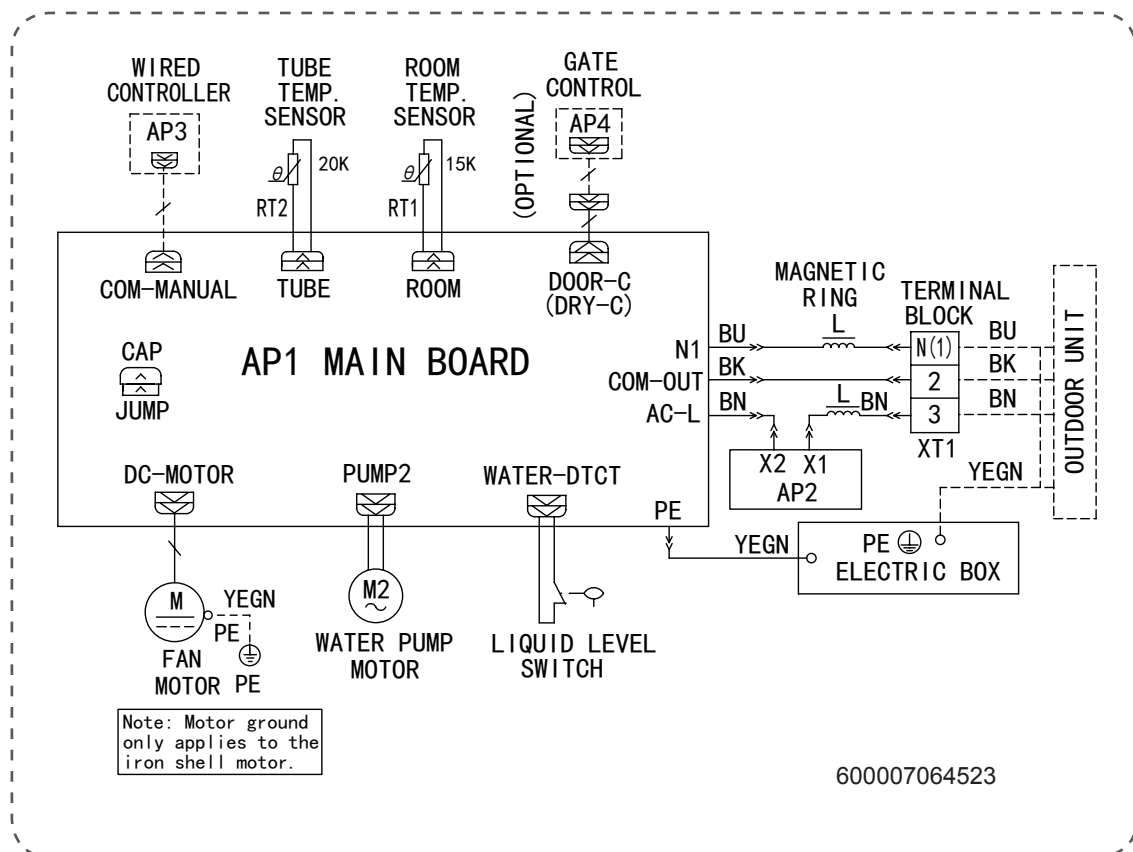 WIRED
CONTROLLER
AP3
TUBE
TEMP.
SENSOR
θ
20K
RT2
ROOM
TEMP.
SENSOR
θ
15K
RT1
(OPTIONAL)
GATE
CONTROL
AP4
COM-MANUAL
TUBE
ROOM
DOOR-C
(DRY-C)
CAP
JUMP
AP1 MAIN BOARD
N1
COM-OUT
AC-L
BU
BK
BN
MAGNETIC
RING
L
L
BN
TERMINAL
BLOCK
N(1)
2
3
XT1
BU
BK
BN
YEGN
OUTDOOR UNIT
X2 X1
AP2
DC-MOTOR
PUMP2
WATER-DTCT
PE
YEGN
PE
ELECTRIC BOX
M
YEGN
PE
FAN
MOTOR
PE
M2
WATER PUMP
MOTOR
LIQUID LEVEL
SWITCH
Note: Motor ground
only applies to the
iron shell motor.
600007064523